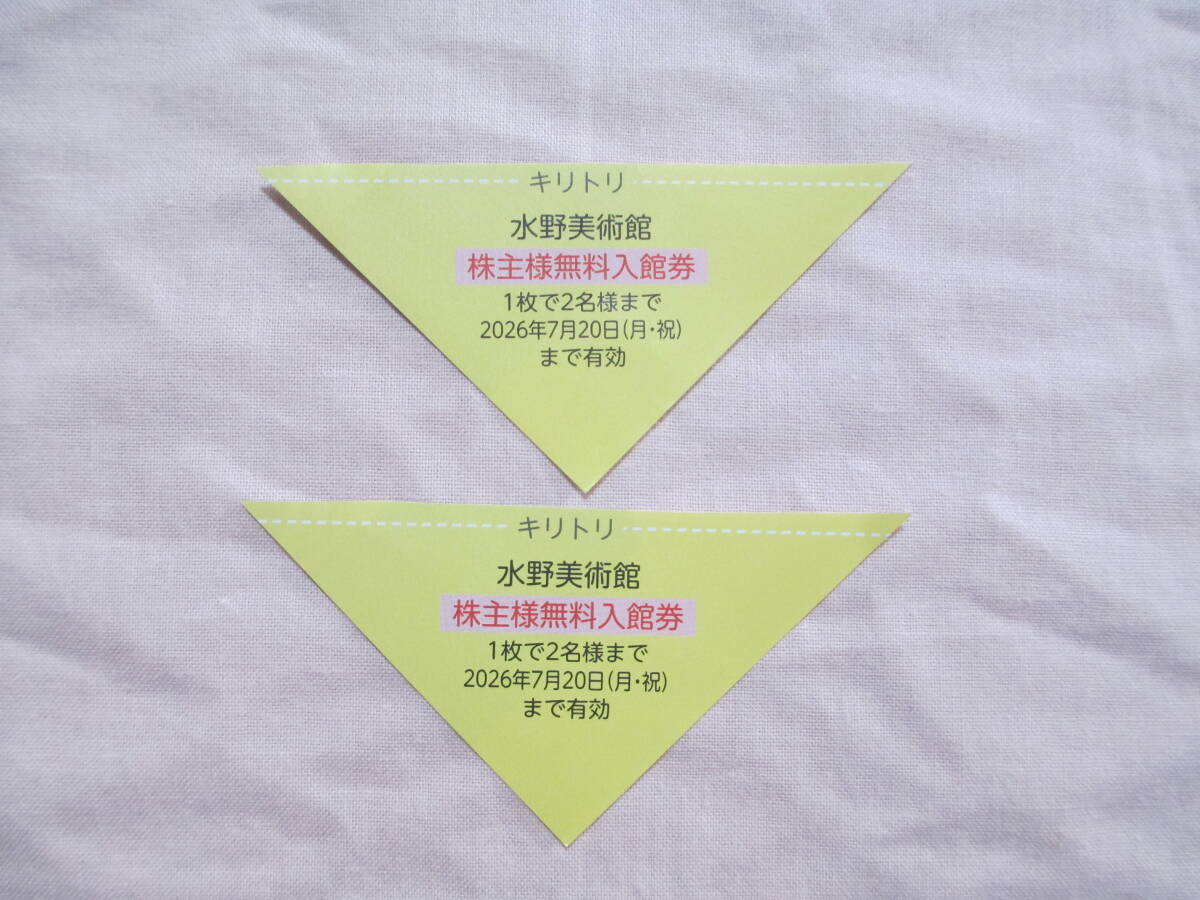 キリトリ
水野美術館
株主様無料入館券
1枚で2名様まで
2026年7月20日(月・祝)
まで有効
キリトリ
水野美術館
株主様無料入館券
1枚で2名様まで
2026年7月20日(月・祝)
まで有効